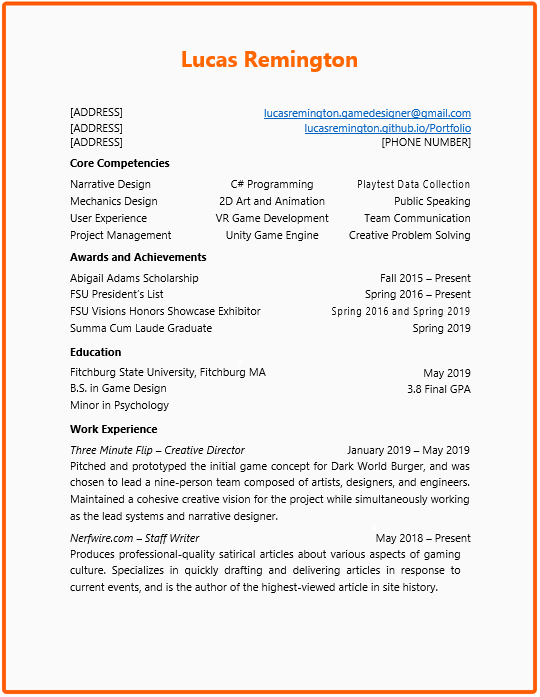 Lucas Remington
[ADDRESS] lucasremington.gamedesigner@gmail.com
[ADDRESS] lucasremington.github.io/Portfolio
[ADDRESS] [PHONE NUMBER]
Core Competencies
Narrative Design C# Programming Playtest Data Collection
Mechanics Design 2D Art and Animation Public Speaking
User Experience VR Game Development Team Communication
Project Management Unity Game Engine Creative Problem Solving
Awards and Achievements
Abigail Adams Scholarship Fall 2015 – Present
FSU President's List Spring 2016 – Present
FSU Visions Honors Showcase Exhibitor Spring 2016 and Spring 2019
Summa Cum Laude Graduate Spring 2019
Education
Fitchburg State University, Fitchburg MA May 2019
B.S. in Game Design 3.8 Final GPA
Minor in Psychology
Work Experience
Three Minute Flip – Creative Director January 2019 – May 2019
Pitched and prototyped the initial game concept for Dark World Burger, and was
chosen to lead a nine-person team composed of artists, designers, and engineers.
Maintained a cohesive creative vision for the project while simultaneously working
as the lead systems and narrative designer.
Nerfwire.com – Staff Writer May 2018 – Present
Produces professional-quality satirical articles about various aspects of gaming
culture. Specializes in quickly drafting and delivering articles in response to
current events, and is the author of the highest-viewed article in site history.